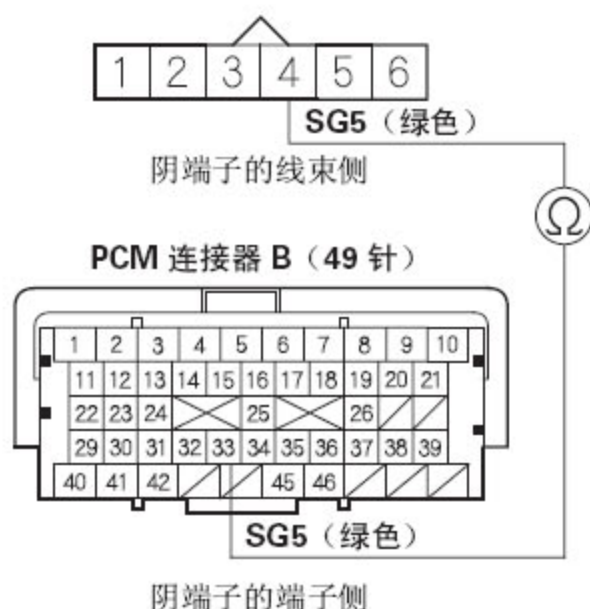 1 2 3 4 5 6
SG5（绿色）
阴端子的线束侧
Ω
PCM 连接器 B（49 针）
1 2 3 4 5 6 7 8 9 10
11 12 13 14 15 16 17 18 19 20 21
22 23 24 25 26
29 30 31 32 33 34 35 36 37 38 39
40 41 42 45 46
SG5（绿色）
阴端子的端子侧